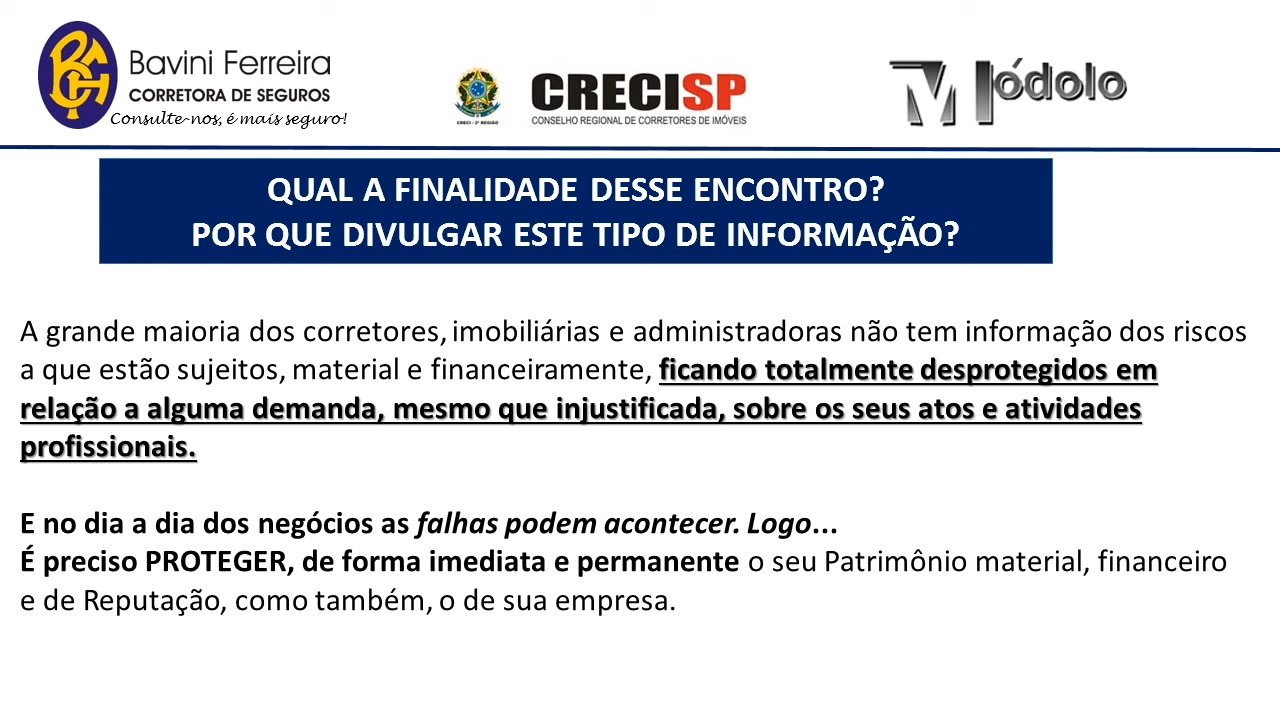 Bavini Ferreira
CORRETORA DE SEGUROS
Consulte-nos, é mais seguro!
CRECI - 2ª REGIÃO
CRECISP
CONSELHO REGIONAL DE CORRETORES DE IMÓVEIS
Módolo
QUAL A FINALIDADE DESSE ENCONTRO?
POR QUE DIVULGAR ESTE TIPO DE INFORMAÇÃO?
A grande maioria dos corretores, imobiliárias e administradoras não tem informação dos riscos
a que estão sujeitos, material e financeiramente, ficando totalmente desprotegidos em
relação a alguma demanda, mesmo que injustificada, sobre os seus atos e atividades
profissionais.
E no dia a dia dos negócios as falhas podem acontecer. Logo...
É preciso PROTEGER, de forma imediata e permanente o seu Patrimônio material, financeiro
e de Reputação, como também, o de sua empresa.